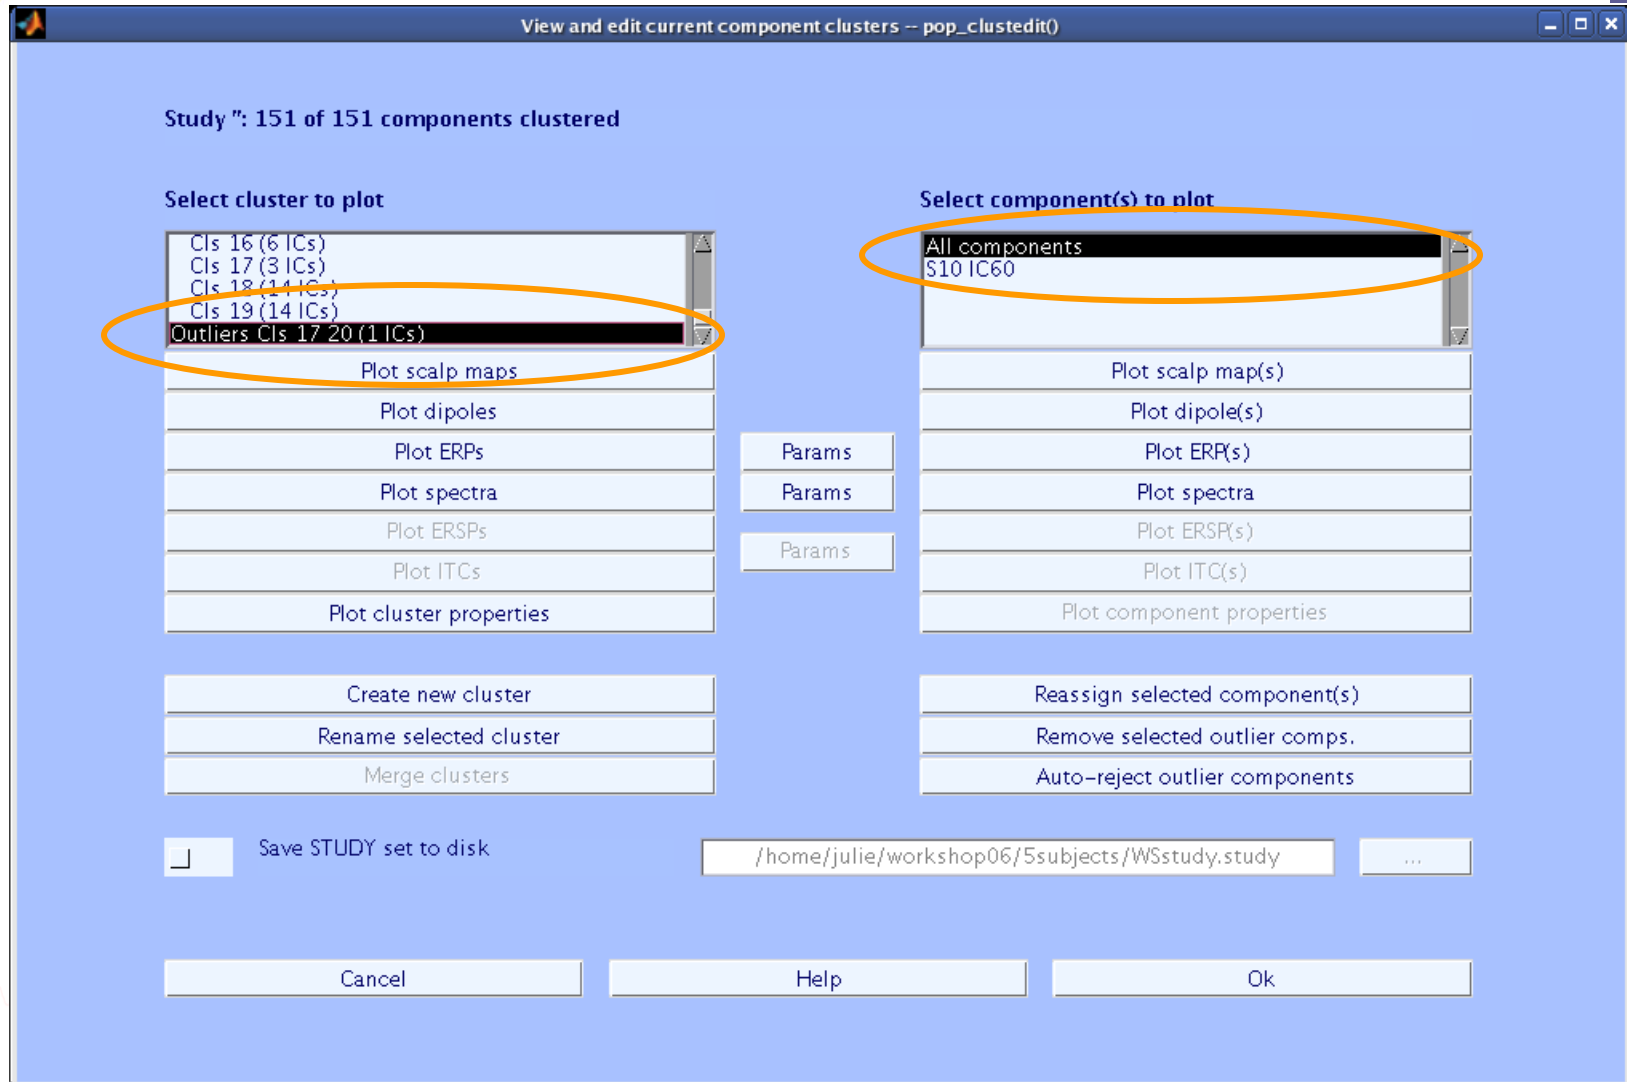 View and edit current component clusters -- pop_clustedit()
Study '': 151 of 151 components clustered
Select cluster to plot
Select component(s) to plot
Cls 16 (6 ICs)
Cls 17 (3 ICs)
Cls 18 (14 ICs)
Cls 19 (14 ICs)
Outliers Cls 17 20 (1 ICs)
All components
S10 IC60
Plot scalp maps
Plot scalp map(s)
Plot dipoles
Plot dipole(s)
Plot ERPs
Params
Plot ERP(s)
Plot spectra
Params
Plot spectra
Plot ERSPs
Params
Plot ERSP(s)
Plot ITCs
Plot ITC(s)
Plot cluster properties
Plot component properties
Create new cluster
Reassign selected component(s)
Rename selected cluster
Remove selected outlier comps.
Merge clusters
Auto-reject outlier components
Save STUDY set to disk
/home/julie/workshop06/5subjects/WSstudy.study
...
Cancel
Help
Ok